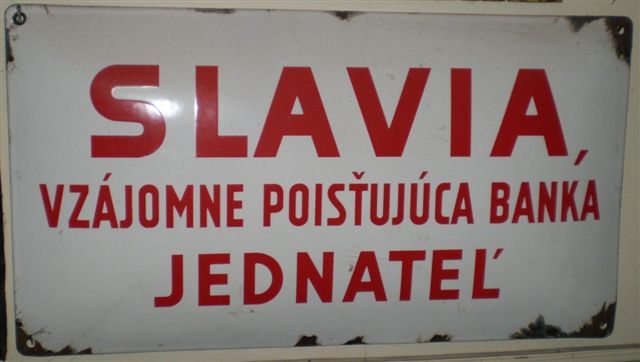 SLAVIA,
VZÁJOMNE POISŤUJÚCA BANKA
JEDNATEĽ